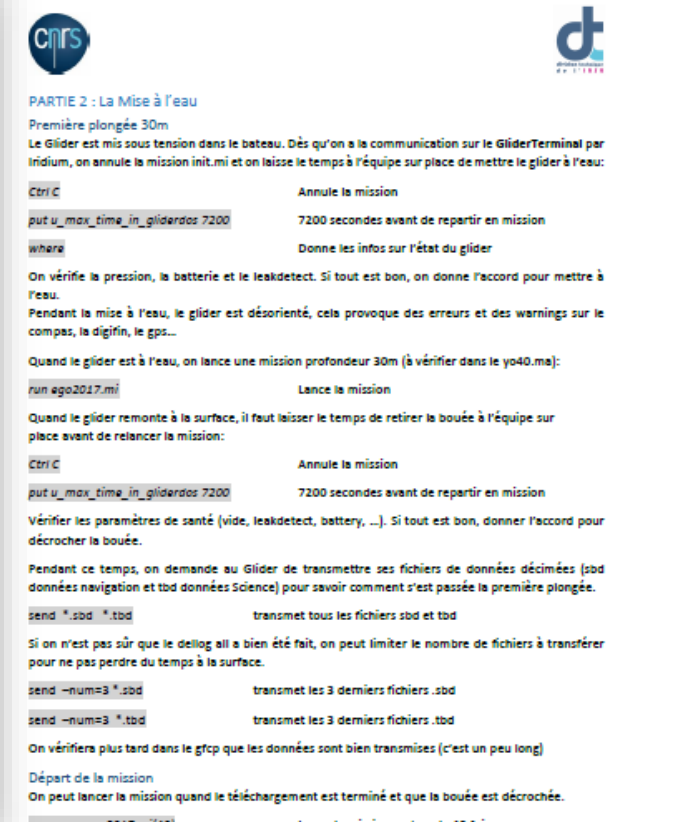 cnrs
dt
division technique
de l'INSU
PARTIE 2 : La Mise à l'eau
Première plongée 30m
Le Glider est mis sous tension dans le bateau. Dès qu'on a la communication sur le GliderTerminal par
Iridium, on annule la mission init.mi et on laisse le temps à l'équipe sur place de mettre le glider à l'eau:
Ctrl C Annule la mission
put u_max_time_in_gliderdos 7200 7200 secondes avant de repartir en mission
where Donne les infos sur l'état du glider
On vérifie la pression, la batterie et le leakdetect. Si tout est bon, on donne l'accord pour mettre à
l'eau.
Pendant la mise à l'eau, le glider est désorienté, cela provoque des erreurs et des warnings sur le
compas, la digifin, le gps...
Quand le glider est à l'eau, on lance une mission profondeur 30m (à vérifier dans le yo40.ma):
run ego2017.mi Lance la mission
Quand le glider remonte à la surface, il faut laisser le temps de retirer la bouée à l'équipe sur
place avant de relancer la mission:
Ctrl C Annule la mission
put u_max_time_in_gliderdos 7200 7200 secondes avant de repartir en mission
Vérifier les paramètres de santé (vide, leakdetect, battery, ...). Si tout est bon, donner l'accord pour
décrocher la bouée.
Pendant ce temps, on demande au Glider de transmettre ses fichiers de données décimées (sbd
données navigation et tbd données Science) pour savoir comment s'est passée la première plongée.
send *.sbd *.tbd transmet tous les fichiers sbd et tbd
Si on n'est pas sûr que le dellog all a bien été fait, on peut limiter le nombre de fichiers à transférer
pour ne pas perdre du temps à la surface.
send –num=3 *.sbd transmet les 3 derniers fichiers .sbd
send –num=3 *.tbd transmet les 3 derniers fichiers .tbd
On vérifiera plus tard dans le gfcp que les données sont bien transmises (c'est un peu long)
Départ de la mission
On peut lancer la mission quand le téléchargement est terminé et que la bouée est décrochée.